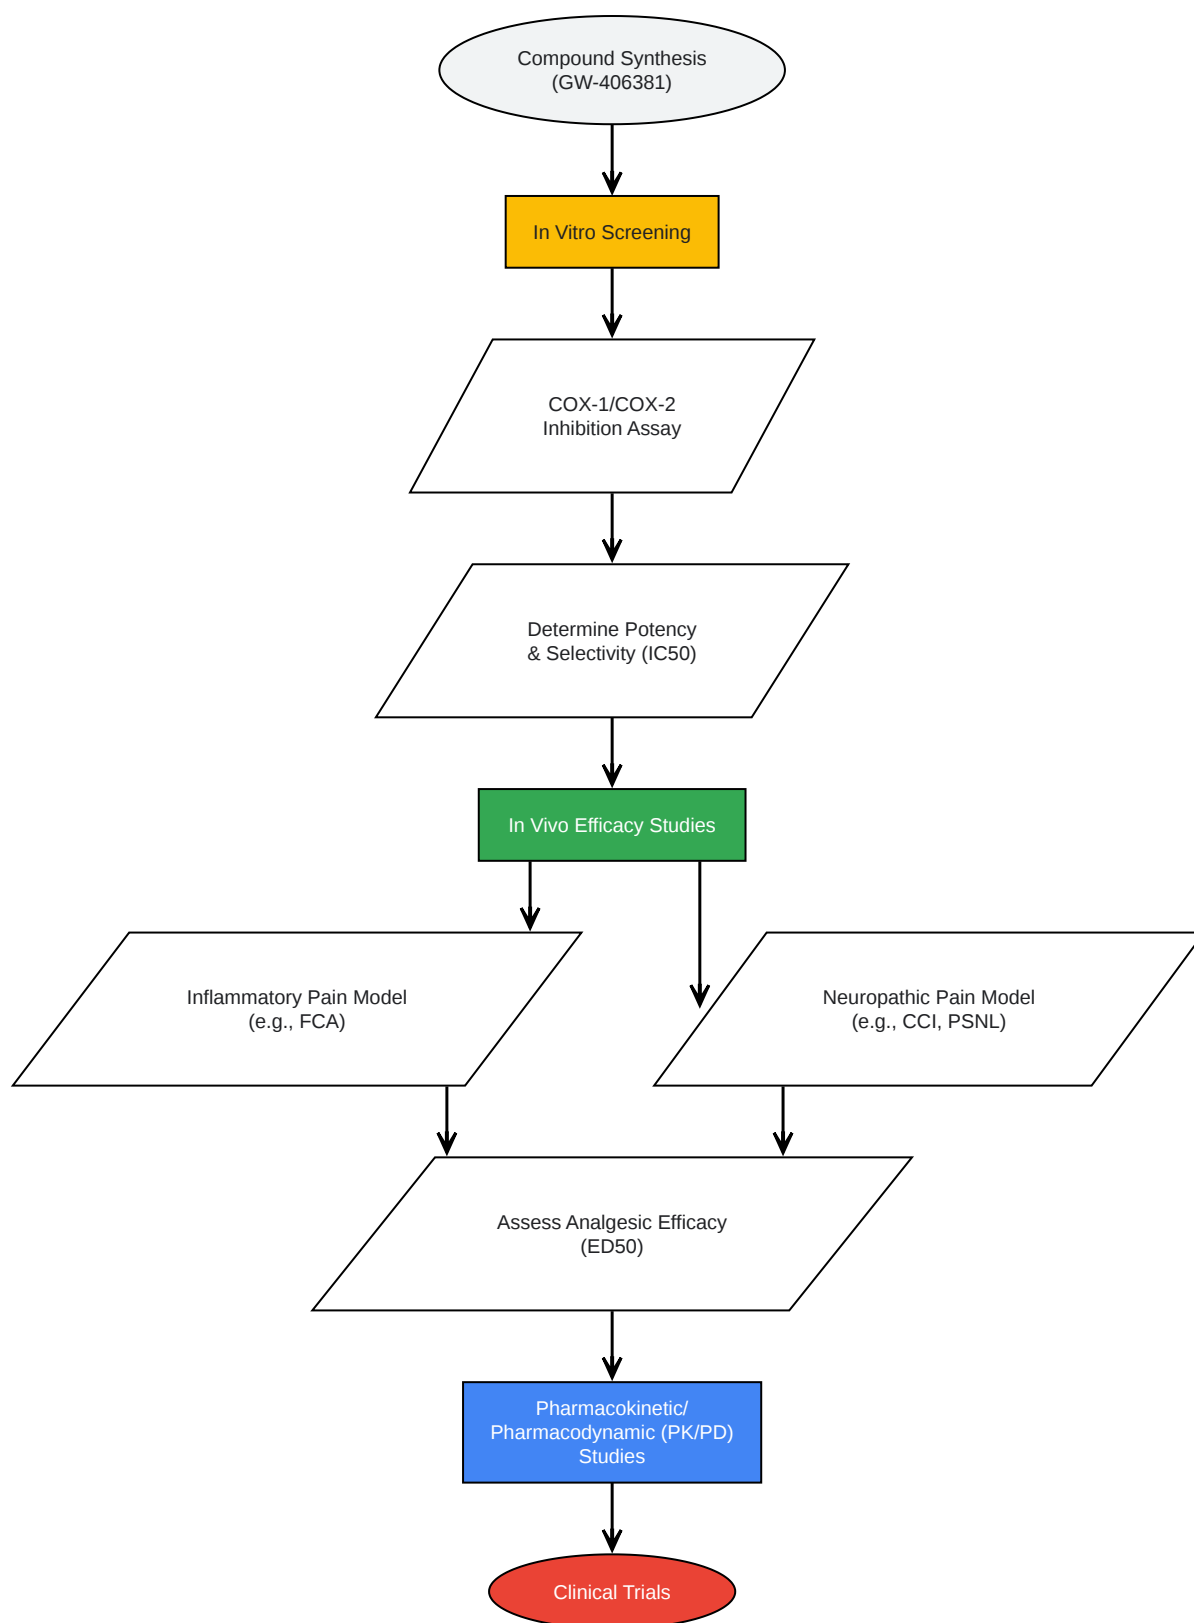 Compound Synthesis
(GW-406381)
In Vitro Screening
COX-1/COX-2
Inhibition Assay
Determine Potency
& Selectivity (IC50)
In Vivo Efficacy Studies
Inflammatory Pain Model
(e.g., FCA)
Neuropathic Pain Model
(e.g., CCI, PSNL)
Assess Analgesic Efficacy
(ED50)
Pharmacokinetic/
Pharmacodynamic (PK/PD)
Studies
Clinical Trials